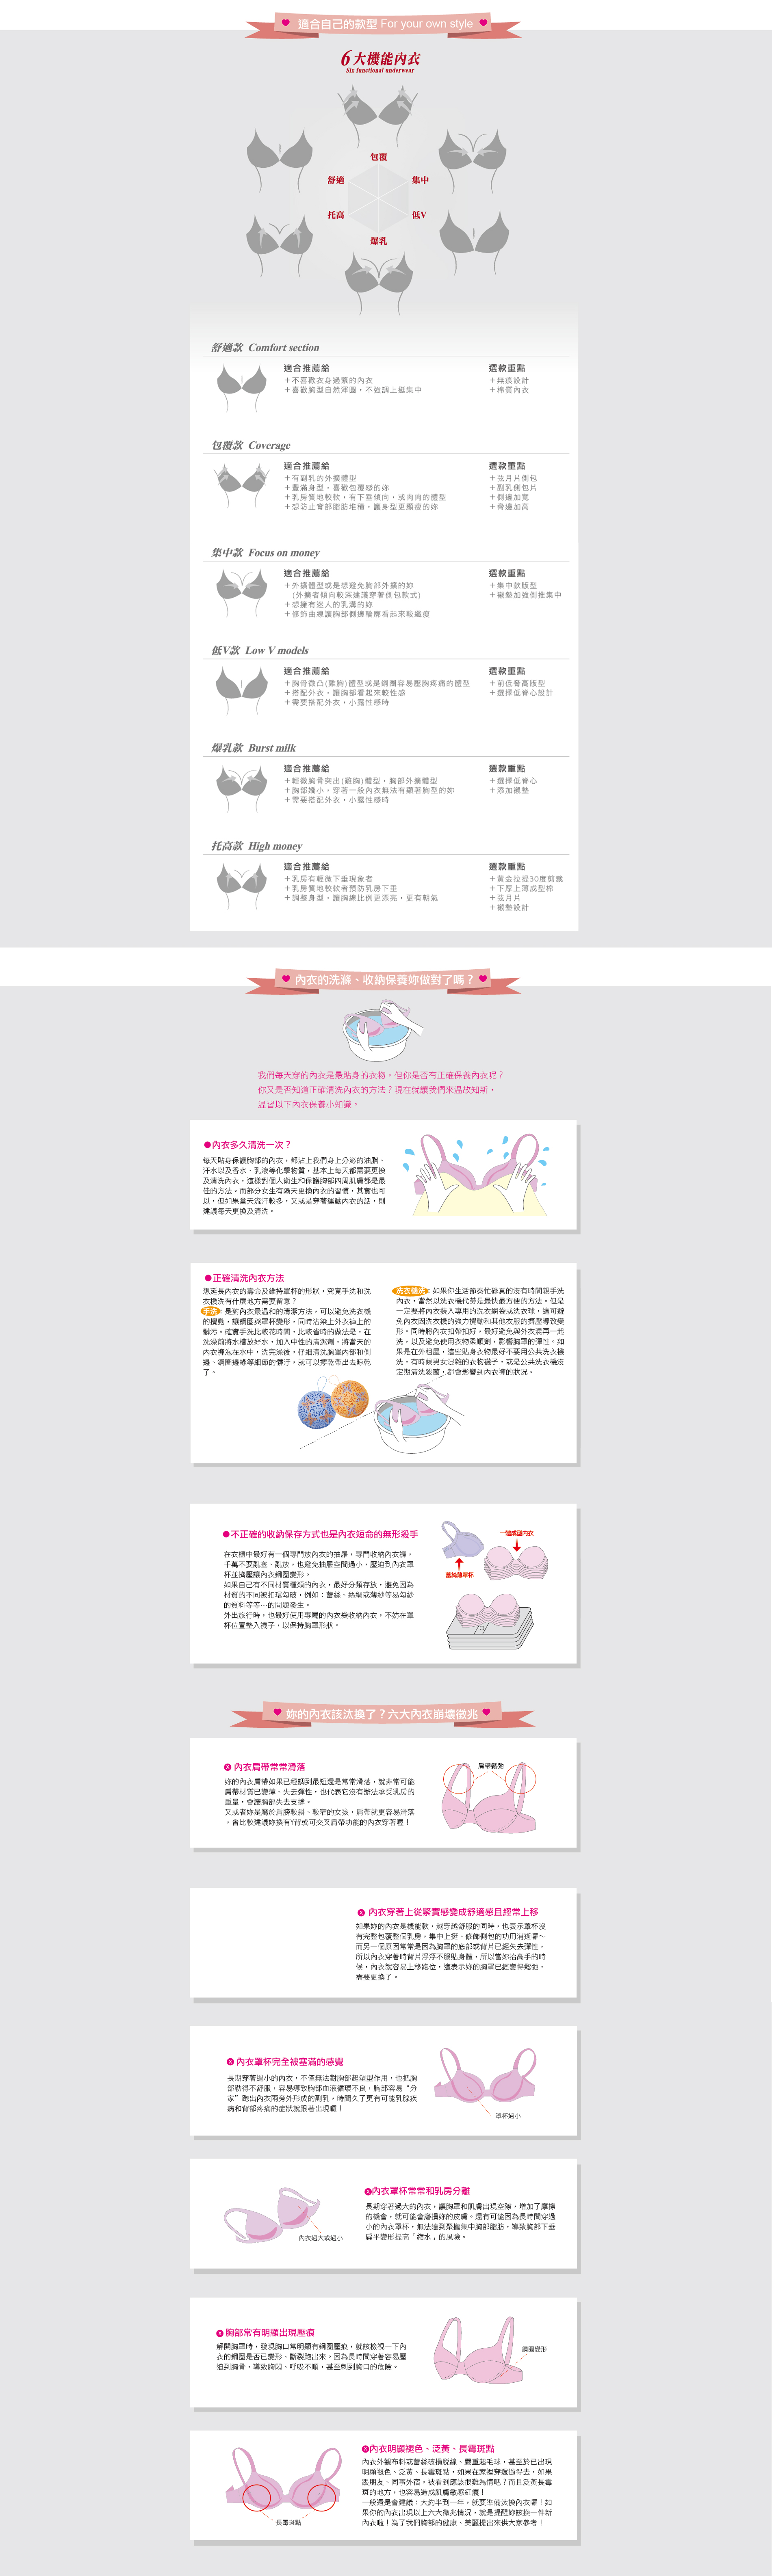 適合自己的款型 For your own style
6大機能內衣
Six functional underwear
包覆
舒適
集中
托高
低V
爆乳
舒適款 Comfort section
適合推薦給
選款重點
＋不喜歡衣身過緊的內衣
＋無痕設計
＋喜歡胸型自然渾圓，不強調上挺集中
＋棉質內衣
包覆款 Coverage
適合推薦給
選款重點
＋有副乳的外擴體型
＋弦月片側包
＋豐滿身型，喜歡包覆感的妳
＋副乳側包片
＋乳房質地較軟，有下垂傾向，或肉肉的體型
＋側邊加寬
＋想防止背部脂肪堆積，讓身型更顯瘦的妳
＋脅邊加高
集中款 Focus on money
適合推薦給
選款重點
＋外擴體型或是想避免胸部外擴的妳
＋集中款版型
(外擴者傾向較深建議穿著側包款式)
＋襯墊加強側推集中
＋想擁有迷人的乳溝的妳
＋修飾曲線讓胸部側邊輪廓看起來較纖瘦
低V款 Low V models
適合推薦給
選款重點
＋胸骨微凸(雞胸)體型或是鋼圈容易壓胸疼痛的體型
＋前低脅高版型
＋搭配外衣，讓胸部看起來較性感
＋選擇低脊心設計
＋需要搭配外衣，小露性感時
爆乳款 Burst milk
適合推薦給
選款重點
＋輕微胸骨突出(雞胸)體型，胸部外擴體型
＋選擇低脊心
＋胸部嬌小，穿著一般內衣無法有顯著胸型的妳
＋添加襯墊
＋需要搭配外衣，小露性感時
托高款 High money
適合推薦給
選款重點
＋乳房有輕微下垂現象者
＋黃金拉提30度剪裁
＋乳房質地較軟者預防乳房下垂
＋下厚上薄成型棉
＋調整身型，讓胸線比例更漂亮，更有朝氣
＋弦月片
＋襯墊設計
內衣的洗滌、收納保養妳做對了嗎？
我們每天穿的內衣是最貼身的衣物，但你是否有正確保養內衣呢？
你又是否知道正確清洗內衣的方法？現在就讓我們來溫故知新，
溫習以下內衣保養小知識。
●內衣多久清洗一次？
每天貼身保護胸部的內衣，都沾上我們身上分泌的油脂、
汗水以及香水、乳液等化學物質，基本上每天都需要更換
及清洗內衣，這樣對個人衛生和保護胸部四周肌膚都是最
佳的方法。而部分女生有隔天更換內衣的習慣，其實也可
以，但如果當天流汗較多，又或是穿著運動內衣的話，則
建議每天更換及清洗。
●正確清洗內衣方法
想延長內衣的壽命及維持罩杯的形狀，究竟手洗和洗
衣機洗有什麼地方需要留意？
手洗：是對內衣最溫和的清潔方法，可以避免洗衣機
的攪動，讓鋼圈與罩杯變形，同時沾染上外衣褲上的
髒污。確實手洗比較花時間，比較省時的做法是，在
洗澡前將水槽放好水，加入中性的清潔劑，將當天的
內衣褲泡在水中，洗完澡後，仔細清洗胸罩內部和側
邊、鋼圈邊緣等細節的髒汙，就可以擰乾帶出去晾乾
了。
洗衣機洗：如果你生活節奏忙碌真的沒有時間親手洗
內衣，當然以洗衣機代勞是最快最方便的方法，但是
一定要將內衣裝入專用的洗衣網袋或洗衣球，這可避
免內衣因洗衣機的強力攪動和其他衣服的擠壓導致變
形。同時將內衣扣帶扣好，最好避免與外衣混再一起
洗，以及避免使用衣物柔順劑，影響胸罩的彈性。如
果是在外租屋，這些貼身衣物最好不要用公共洗衣機
洗，有時候男女混雜的衣物襪子，或是公共洗衣機沒
定期清洗殺菌，都會影響到內衣褲的狀況。
●不正確的收納保存方式也是內衣短命的無形殺手
在衣櫃中最好有一個專門放內衣的抽屜，專門收納內衣褲，
千萬不要亂塞、亂放，也避免抽屜空間過小，壓迫到內衣罩
杯並擠壓讓內衣鋼圈變形。
如果自己有不同材質種類的內衣，最好分類存放，避免因為
材質的不同被扣環勾破，例如：蕾絲、絲綢或薄紗等易勾紗
的質料等等…的問題發生。
外出旅行時，也最好使用專屬的內衣袋收納內衣，不妨在罩
杯位置墊入襪子，以保持胸罩形狀。
一體成型內衣
蕾絲薄罩杯
妳的內衣該汰換了？六大內衣崩壞徵兆
內衣肩帶常常滑落
妳的內衣肩帶如果已經調到最短還是常常滑落，就非常可能
肩帶材質已變薄、失去彈性，也代表它沒有辦法承受乳房的
重量，會讓胸部失去支撐。
又或者妳是屬於肩膀較斜、較窄的女孩，肩帶就更容易滑落
，會比較建議妳換有Y背或可交叉肩帶功能的內衣穿著喔！
肩帶鬆弛
內衣穿著上從緊實感變成舒適感且經常上移
如果妳的內衣是機能款，越穿越舒服的同時，也表示罩杯沒
有完整包覆整個乳房，集中上挺、修飾側包的功用消逝囉～
而另一個原因常常是因為胸罩的底部或背片已經失去彈性，
所以內衣穿著時背片浮浮不服貼身體，所以當妳抬高手的時
候，內衣就容易上移跑位，這表示妳的胸罩已經變得鬆弛，
需要更換了。
內衣罩杯完全被塞滿的感覺
長期穿著過小的內衣，不僅無法對胸部起塑型作用，也把胸
部勒得不舒服，容易導致胸部血液循環不良，胸部容易“分
家”跑出內衣兩旁外形成的副乳，時間久了更有可能乳腺疾
病和背部疼痛的症狀就跟著出現囉！
罩杯過小
內衣罩杯常常和乳房分離
長期穿著過大的內衣，讓胸罩和肌膚出現空隙，增加了摩擦
的機會，就可能會磨損妳的皮膚。還有可能因為長時間穿過
小的內衣罩杯，無法達到聚攏集中胸部脂肪，導致胸部下垂
扁平變形提高「縮水」的風險。
內衣過大或過小
胸部常有明顯出現壓痕
解開胸罩時，發現胸口常明顯有鋼圈壓痕，就該檢視一下內
衣的鋼圈是否已變形、斷裂跑出來。因為長時間穿著容易壓
迫到胸骨，導致胸悶、呼吸不順，甚至刺到胸口的危險。
鋼圈變形
內衣明顯褪色、泛黃、長霉斑點
內衣外觀布料或蕾絲破損脫線、嚴重起毛球，甚至於已出現
明顯褪色、泛黃、長霉斑點，如果在家裡穿還過得去，如果
跟朋友、同事外宿，被看到應該很難為情吧？而且泛黃長霉
斑的地方，也容易造成肌膚敏感紅癢！
一般還是會建議：大約半到一年，就要準備汰換內衣囉！如
果你的內衣出現以上六大徵兆情況，就是提醒妳該換一件新
內衣啦！為了我們胸部的健康、美麗提出來供大家參考！
長霉斑點